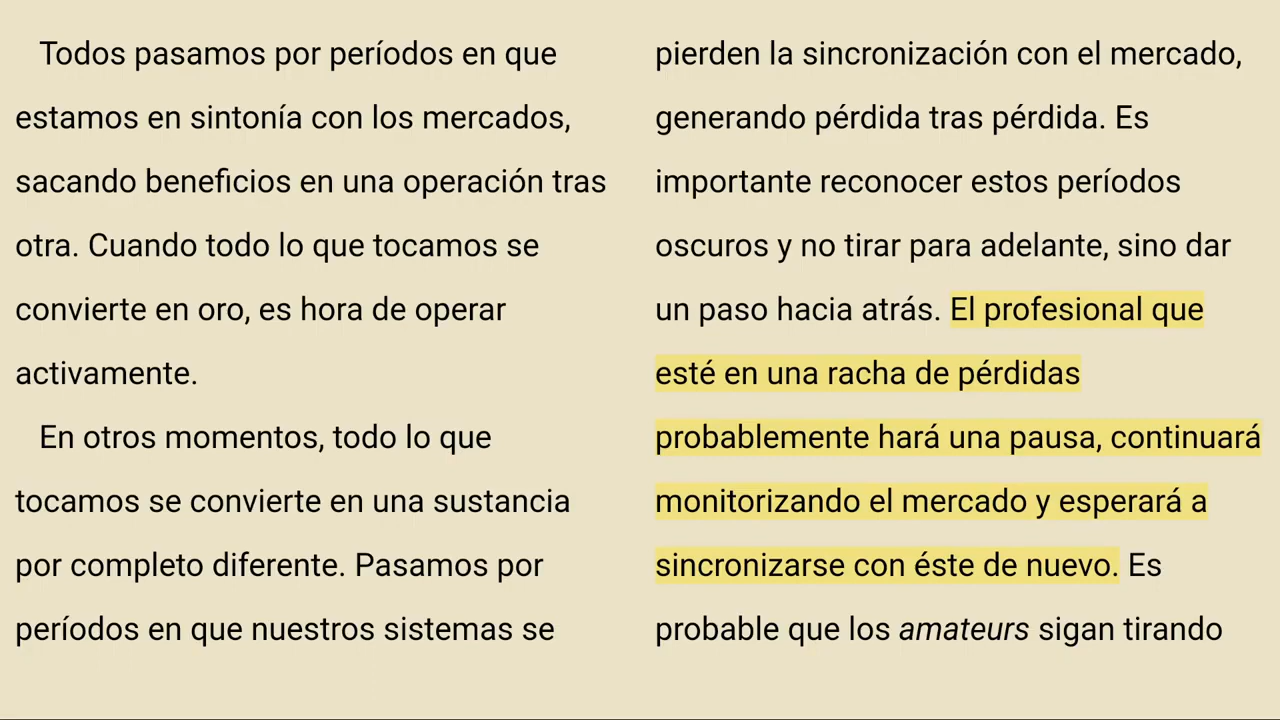 Todos pasamos por períodos en que
estamos en sintonía con los mercados,
sacando beneficios en una operación tras
otra. Cuando todo lo que tocamos se
convierte en oro, es hora de operar
activamente.
En otros momentos, todo lo que
tocamos se convierte en una sustancia
por completo diferente. Pasamos por
períodos en que nuestros sistemas se
pierden la sincronización con el mercado,
generando pérdida tras pérdida. Es
importante reconocer estos períodos
oscuros y no tirar para adelante, sino dar
un paso hacia atrás. El profesional que
esté en una racha de pérdidas
probablemente hará una pausa, continuará
monitorizando el mercado y esperará a
sincronizarse con éste de nuevo. Es
probable que los amateurs sigan tirando